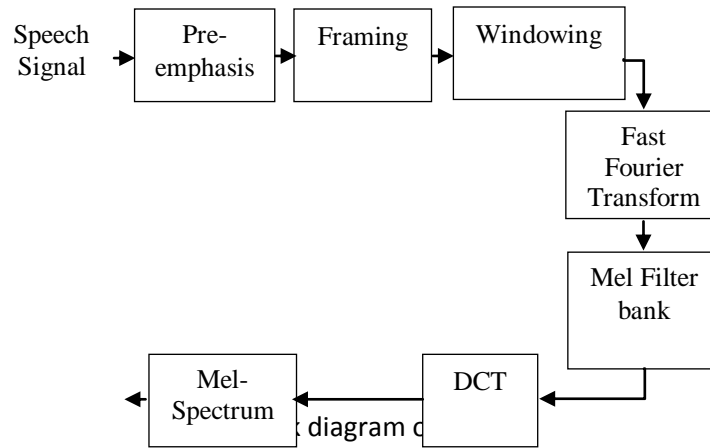 Speech
Signal
Pre-
emphasis
Framing
Windowing
Fast
Fourier
Transform
Mel Filter
bank
DCT
Mel-
Spectrum
diagram